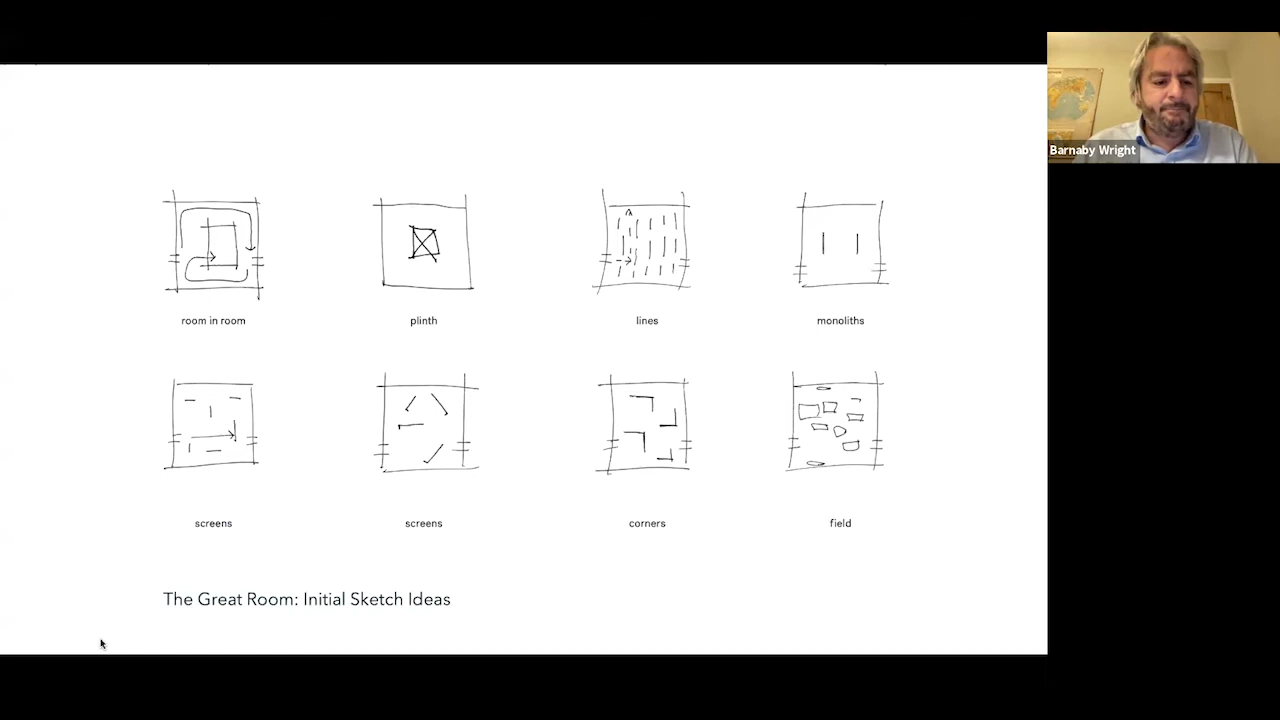 Barnaby Wright
room in room
plinth
lines
monoliths
screens
screens
corners
field
The Great Room: Initial Sketch Ideas